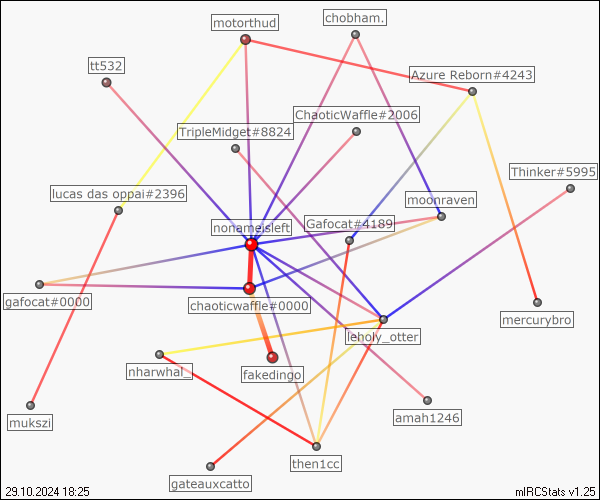 motorthud
chobham.
tt532
Azure Reborn#4243
ChaoticWaffle#2006
TripleMidget#8824
Thinker#5995
lucas das oppai#2396
moonraven
nonameisleft
Gafocat#4189
gafocat#0000
chaoticwaffle#0000
mercurybro
leholy_otter
nharwhal_
fakedingo
mukszi
amah1246
then1cc
gateauxcatto
29.10.2024 18:25
mIRCStats v1.25